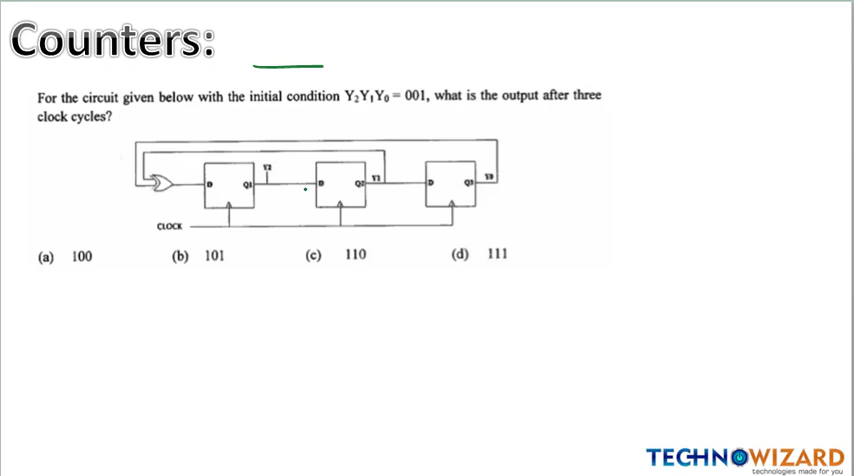 Counters:
For the circuit given below with the initial condition Y₂Y₁Y₀ = 001, what is the output after three
clock cycles?
Y2
Y1
Y0
D Q1 D Q2 D Q3
CLOCK
(a) 100 (b) 101 (c) 110 (d) 111
TECHNOWIZARD
technologies made for you